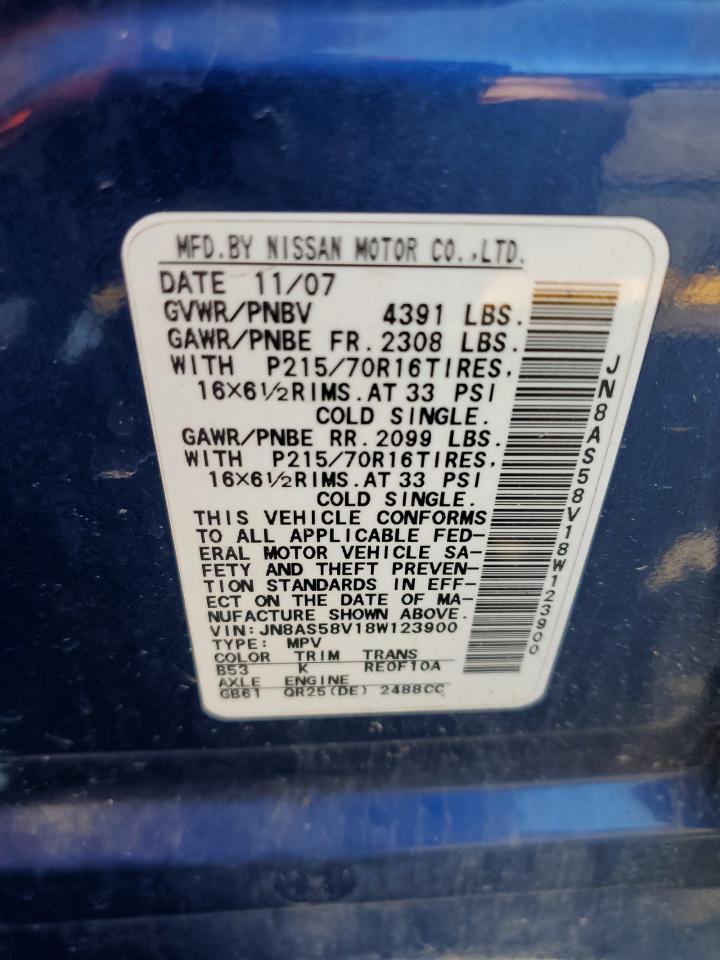 MFD.BY NISSAN MOTOR CO.,LTD.
DATE 11/07
GVWR/PNBV 4391 LBS.
GAWR/PNBE FR.2308 LBS.
WITH P215/70R16TIRES,
16X6½RIMS.AT 33 PSI
COLD SINGLE.
GAWR/PNBE RR.2099 LBS.
WITH P215/70R16TIRES,
16X6½RIMS.AT 33 PSI
COLD SINGLE.
THIS VEHICLE CONFORMS
TO ALL APPLICABLE FED-
ERAL MOTOR VEHICLE SA-
FETY AND THEFT PREVEN-
TION STANDARDS IN EFF-
ECT ON THE DATE OF MA-
NUFACTURE SHOWN ABOVE.
VIN:JN8AS58V18W123900
TYPE: MPV
COLOR TRIM TRANS
B53 K RE0F10A
AXLE ENGINE
GB61 QR25(DE) 2488CC
JN8AS58V18W123900